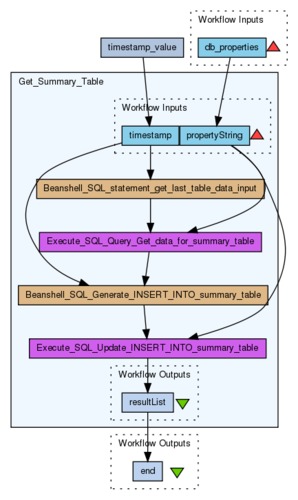 Workflow Inputs
timestamp_value
db_properties
Get_Summary_Table
Workflow Inputs
timestamp
propertyString
Beanshell_SQL_statement_get_last_table_data_input
Execute_SQL_Query_Get_data_for_summary_table
Beanshell_SQL_Generate_INSERT_INTO_summary_table
Execute_SQL_Update_INSERT_INTO_summary_table
Workflow Outputs
resultList
Workflow Outputs
end